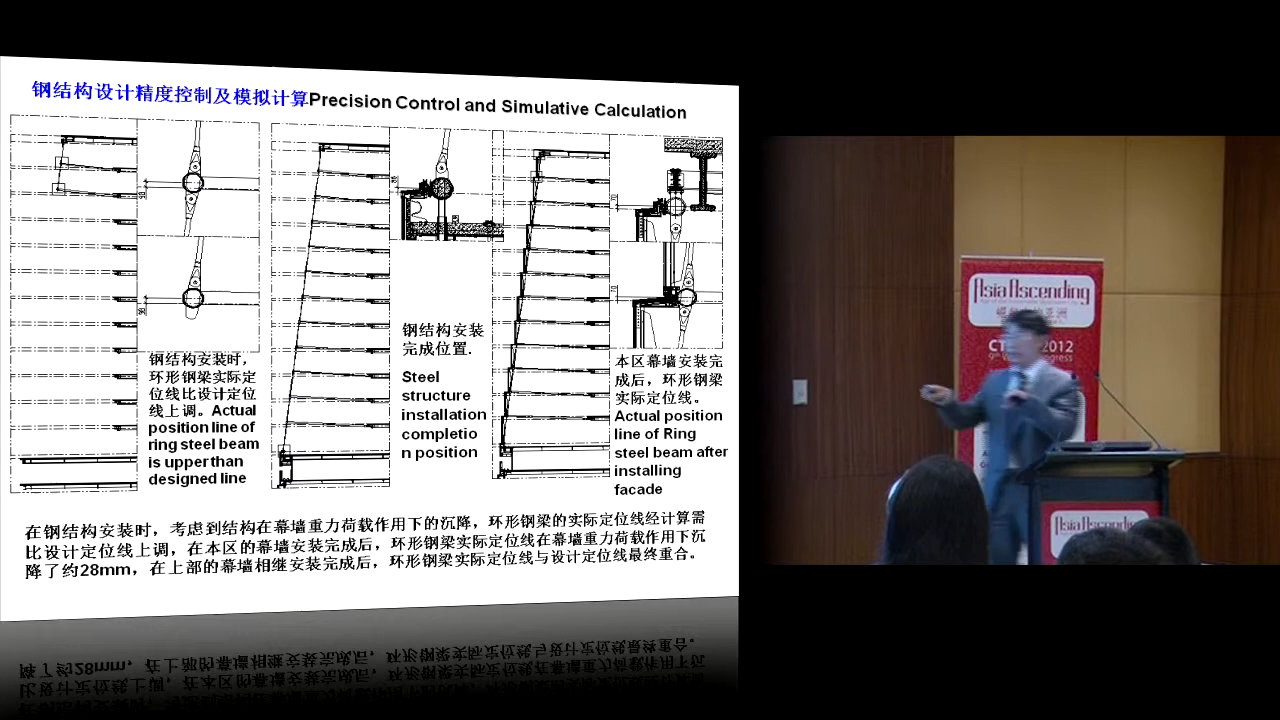 钢结构设计精度控制及模拟计算Precision Control and Simulative Calculation
钢结构安装时，
环形钢梁实际定
位线比设计定位
线上调。Actual
position line of
ring steel beam
is upperthan
designed line
钢结构安装
完成位置.
Steel
structure
installation
completio
n position
本区幕墙安装完
成后，环形钢梁
实际定位线。
Actual position
line of Ring
steel beam after
installing
facade
在钢结构安装时，考虑到结构在幕墙重力荷载作用下的沉降，环形钢梁的实际定位线经计算需
比设计定位线上调，在本区的幕墙安装完成后，环形钢梁实际定位线在幕墙重力荷载作用下沉
降了约28mm，在上部的幕墙相继安装完成后，环形钢梁实际定位线与设计定位线最终重合。
Asia Ascending
2012
Asia Ascending